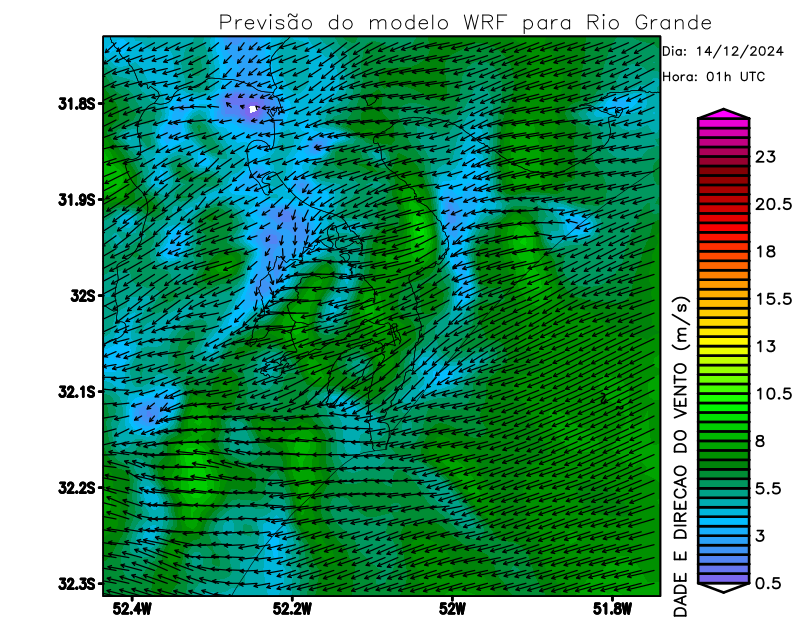 Previsão do modelo WRF para Rio Grande
Dia: 14/12/2024
Hora: 01h UTC
31.8S
31.9S
32S
32.1S
32.2S
32.3S
52.4W
52.2W
52W
51.8W
23
20.5
18
15.5
13
10.5
8
5.5
3
0.5
DADE E DIRECAO DO VENTO (m/s)